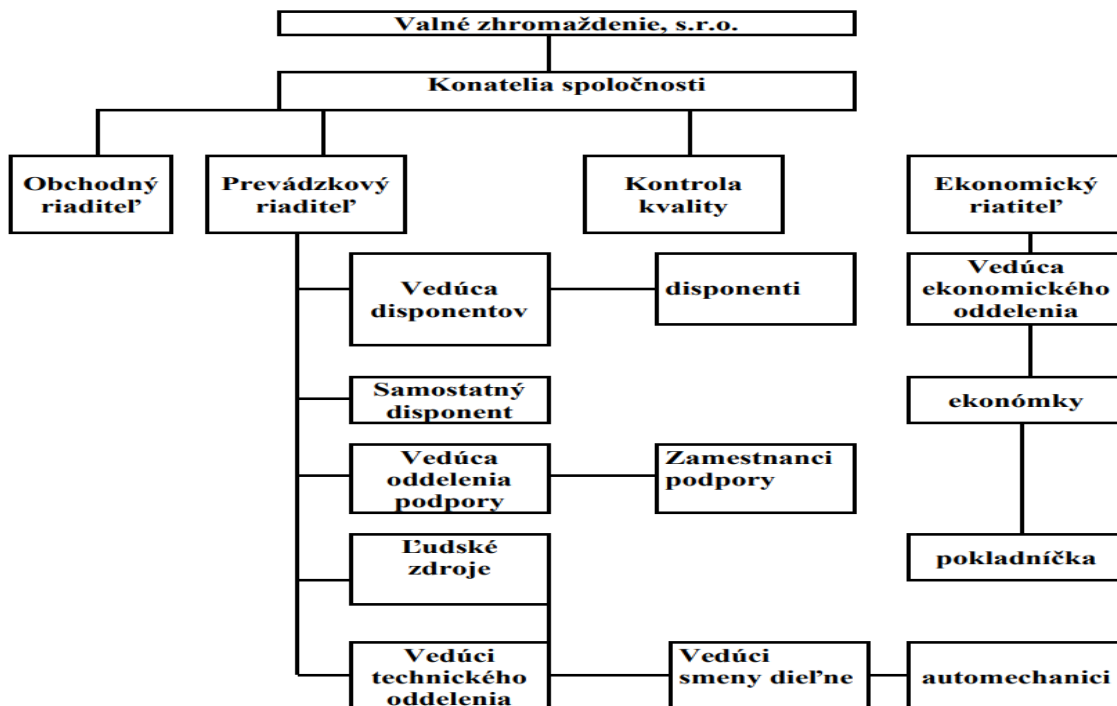 Valné zhromaždenie, s.r.o.
Konatelia spoločnosti
Obchodný
riaditeľ
Prevádzkový
riaditeľ
Kontrola
kvality
Ekonomický
riatiteľ
Vedúca
disponentov
disponenti
Vedúca
ekonomického
oddelenia
Samostatný
disponent
ekonómky
Vedúca
oddelenia
podpory
Zamestnanci
podpory
Ľudské
zdroje
pokladníčka
Vedúci
technického
oddelenia
Vedúci
smeny dieľne
automechanici